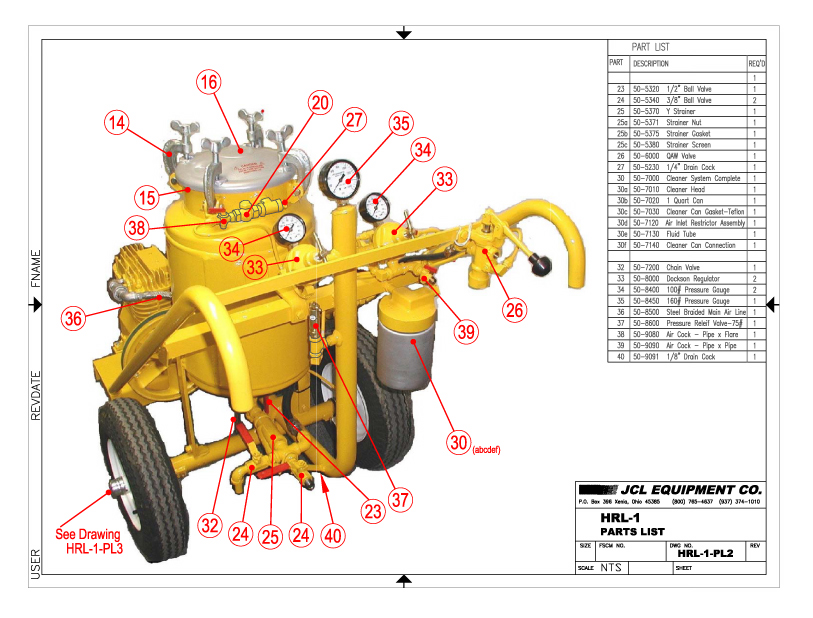 PART LIST
PART DESCRIPTION REQ'D
1
23 50-5320 1/2" Ball Valve 1
24 50-5340 3/8" Ball Valve 2
25 50-5370 Y Strainer 1
25a 50-5371 Strainer Nut 1
25b 50-5375 Strainer Gasket 1
25c 50-5380 Strainer Screen 1
26 50-6000 QAW Valve 1
27 50-5230 1/4" Drain Cock 1
30 50-7000 Cleaner System Complete 1
30a 50-7010 Cleaner Head 1
30b 50-7020 1 Quart Can 1
30c 50-7030 Cleaner Can Gasket-Teflon 1
30d 50-7120 Air Inlet Restrictor Assembly 1
30e 50-7130 Fluid Tube 1
30f 50-7140 Cleaner Can Connection 1
32 50-7200 Chain Valve 1
33 50-8000 Dockson Regulator 2
34 50-8400 100# Pressure Gauge 2
35 50-8450 160# Pressure Gauge 1
36 50-8500 Steel Braided Main Air Line 1
37 50-8600 Pressure Releif Valve-75# 1
38 50-9080 Air Cock - Pipe x Flare 1
39 50-9090 Air Cock - Pipe x Pipe 1
40 50-9091 1/8" Drain Cock 1
16
20
14
27
35
34
15
33
38
34
33
26
36
39
30 (abcdef)
37
23
32
24
25
24
40
See Drawing
HRL-1-PL3
FNAME
REVDATE
USER
JCL EQUIPMENT CO.
P.O. Box 396 Xenia, Ohio 45385 (800) 765-4637 (937) 374-1010
HRL-1
PARTS LIST
SIZE FSCM NO. DWG NO. REV
HRL-1-PL2
SCALE NTS SHEET